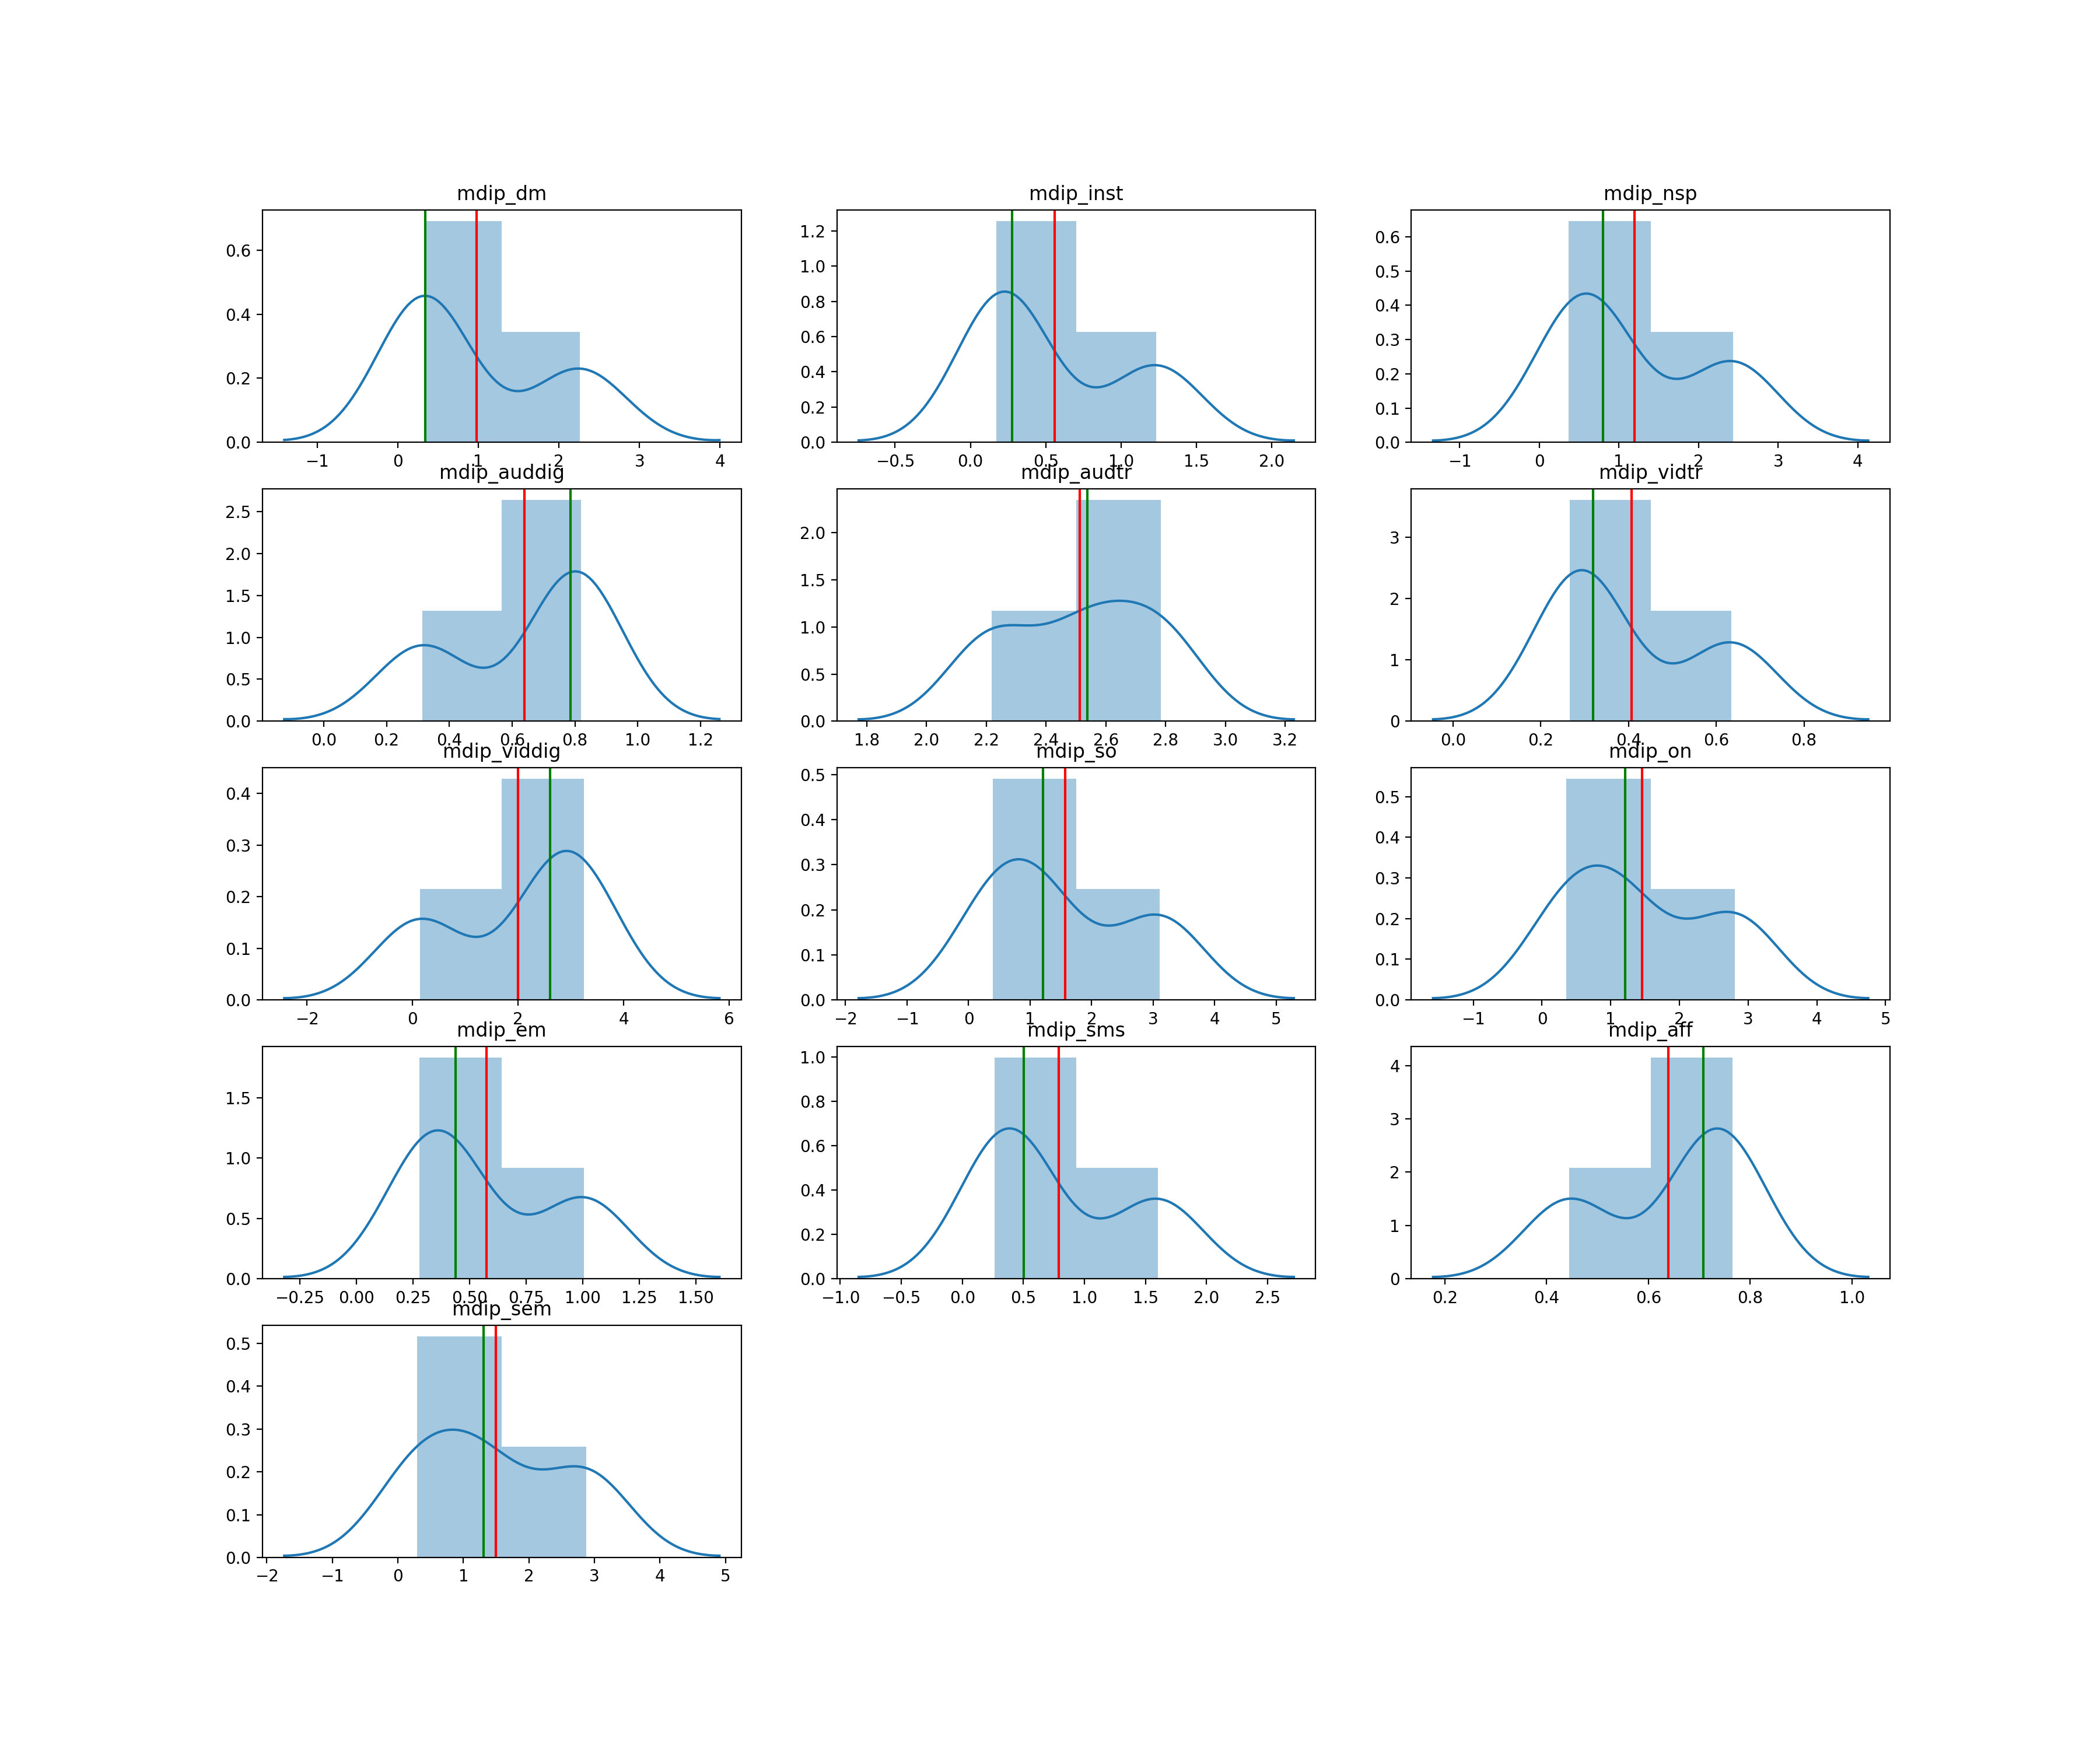 mdip_dm mdip_inst mdip_nsp
0.6 1.2 0.6
1.0 0.5
0.4 0.8 0.4
0.6 0.3
0.2 0.4 0.2
0.2 0.1
0.0 0.0 0.0
−1 0 1 2 3 4 −0.5 0.0 0.5 1.0 1.5 2.0 −1 0 1 2 3 4
mdip_auddig mdip_audtr mdip_vidtr
2.5 2.0 3
2.0 1.5
1.5 1.0 2
1.0 0.5 1
0.5
0.0 0.0 0
0.0 0.2 0.4 0.6 0.8 1.0 1.2 1.8 2.0 2.2 2.4 2.6 2.8 3.0 3.2 0.0 0.2 0.4 0.6 0.8
mdip_viddig mdip_so mdip_on
0.4 0.5 0.5
0.4 0.4
0.3 0.3 0.3
0.2 0.2 0.2
0.1 0.1 0.1
0.0 0.0 0.0
−2 0 2 4 6 −2 −1 0 1 2 3 4 5 −1 0 1 2 3 4 5
mdip_em mdip_sms mdip_aff
1.0 4
1.5 0.8 3
1.0 0.6 2
0.4
0.5 0.2 1
0.0 0.0 0
−0.25 0.00 0.25 0.50 0.75 1.00 1.25 1.50 −1.0 −0.5 0.0 0.5 1.0 1.5 2.0 2.5 0.2 0.4 0.6 0.8 1.0
mdip_sem
0.5
0.4
0.3
0.2
0.1
0.0
−2 −1 0 1 2 3 4 5